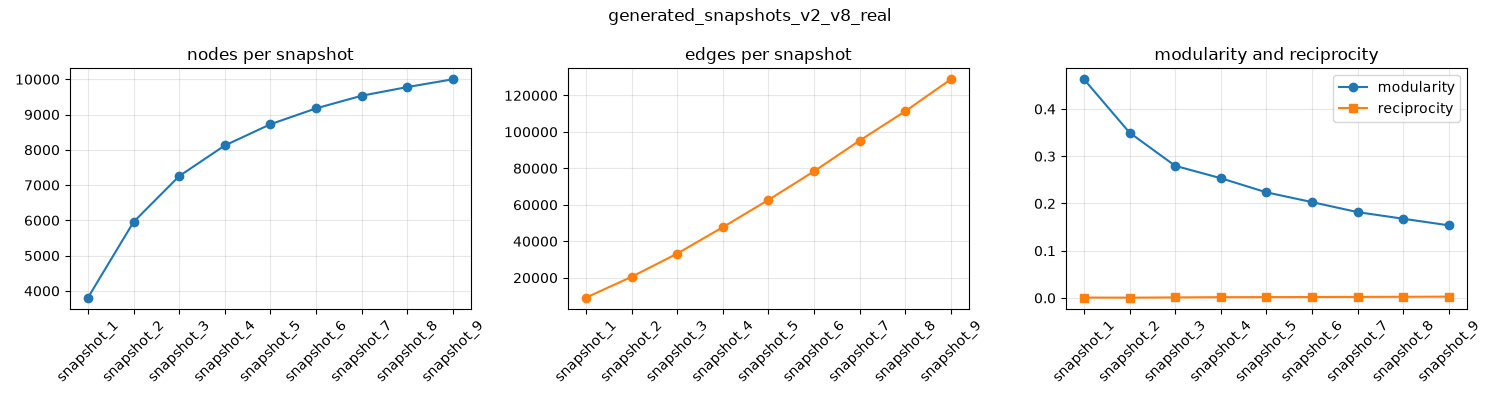 generated_snapshots_v2_v8_real
nodes per snapshot
10000
9000
8000
7000
6000
5000
4000
snapshot_1
snapshot_2
snapshot_3
snapshot_4
snapshot_5
snapshot_6
snapshot_7
snapshot_8
snapshot_9
edges per snapshot
120000
100000
80000
60000
40000
20000
snapshot_1
snapshot_2
snapshot_3
snapshot_4
snapshot_5
snapshot_6
snapshot_7
snapshot_8
snapshot_9
modularity and reciprocity
modularity
reciprocity
0.4
0.3
0.2
0.1
0.0
snapshot_1
snapshot_2
snapshot_3
snapshot_4
snapshot_5
snapshot_6
snapshot_7
snapshot_8
snapshot_9